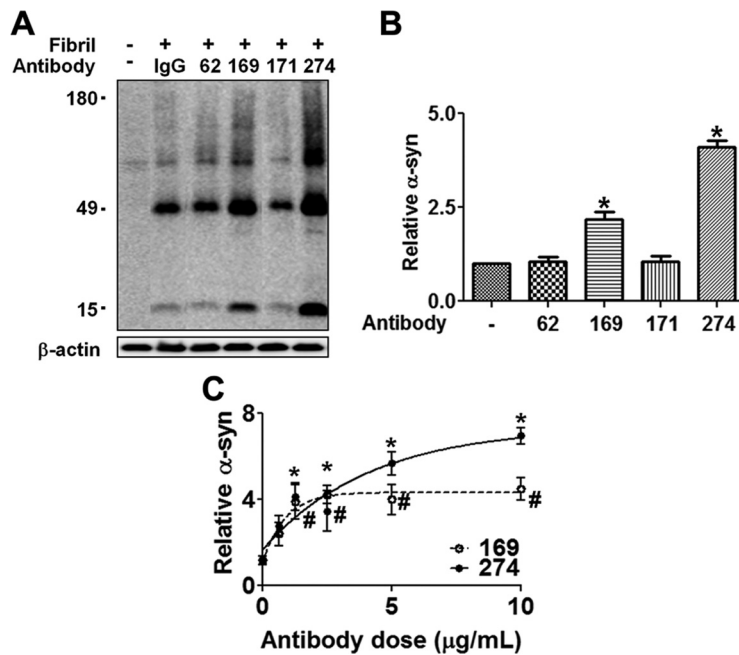 A
Fibril - + + + + +
Antibody - IgG 62 169 171 274
180-
49-
15-
β-actin
B
Relative α-syn
5.0
2.5
0.0
* *
Antibody - 62 169 171 274
C
Relative α-syn
8
4
0
* * * *
# # # #
169
274
0 5 10
Antibody dose (μg/mL)